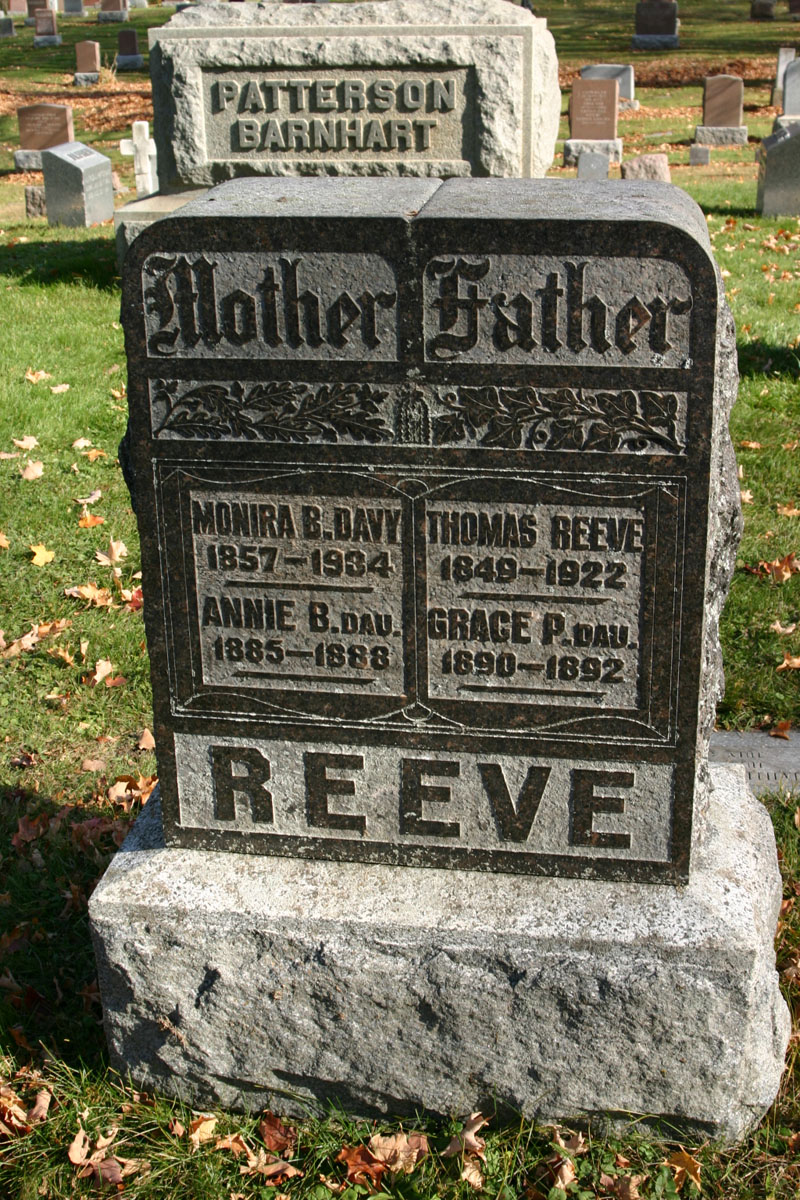 PATTERSON
BARNHART
Mother Father
MONIRA B. DAVY
1857–1934
ANNIE B. DAU.
1885–1888
THOMAS REEVE
1849–1922
GRACE P. DAU.
1890–1892
REEVE